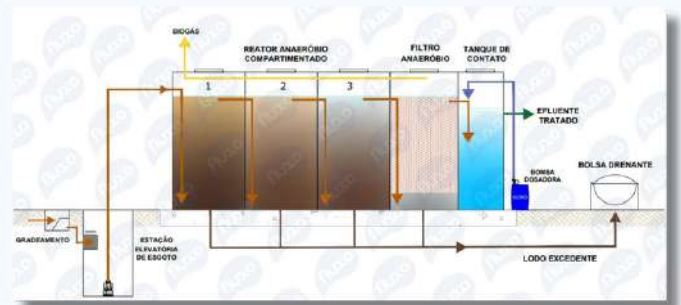 BIOGÁS
REATOR ANAERÓBIO
COMPARTIMENTADO
FILTRO
ANAERÓBIO
TANQUE DE
CONTATO
1
2
3
EFLUENTE
TRATADO
BOLSA DRENANTE
BOMBA
DOSADORA
GRADEAMENTO
ESTAÇÃO
ELEVATÓRIA
DE ESGOTO
LODO EXCEDENTE